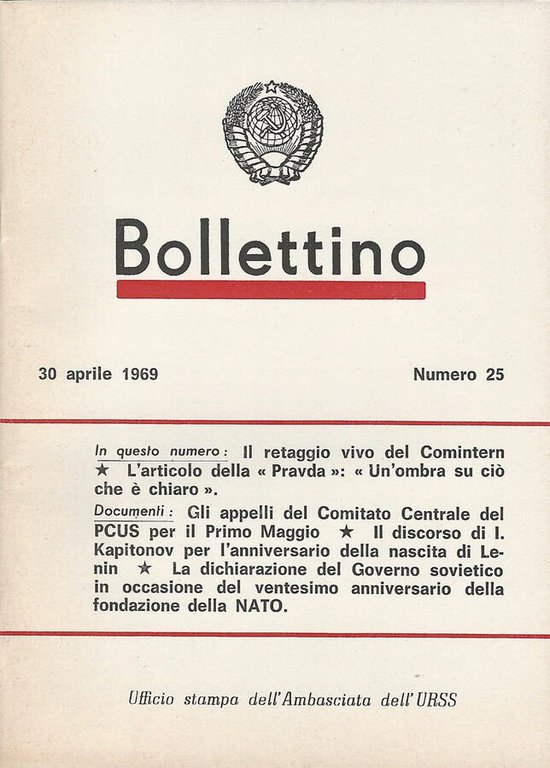 Bollettino
30 aprile 1969
Numero 25
In questo numero: Il retaggio vivo del Comintern
★ L'articolo della « Pravda »: « Un'ombra su ciò
che è chiaro ».
Documenti: Gli appelli del Comitato Centrale del
PCUS per il Primo Maggio ★ Il discorso di I.
Kapitonov per l'anniversario della nascita di Le-
nin ★ La dichiarazione del Governo sovietico
in occasione del ventesimo anniversario della
fondazione della NATO.
Ufficio stampa dell'Ambasciata dell'URSS